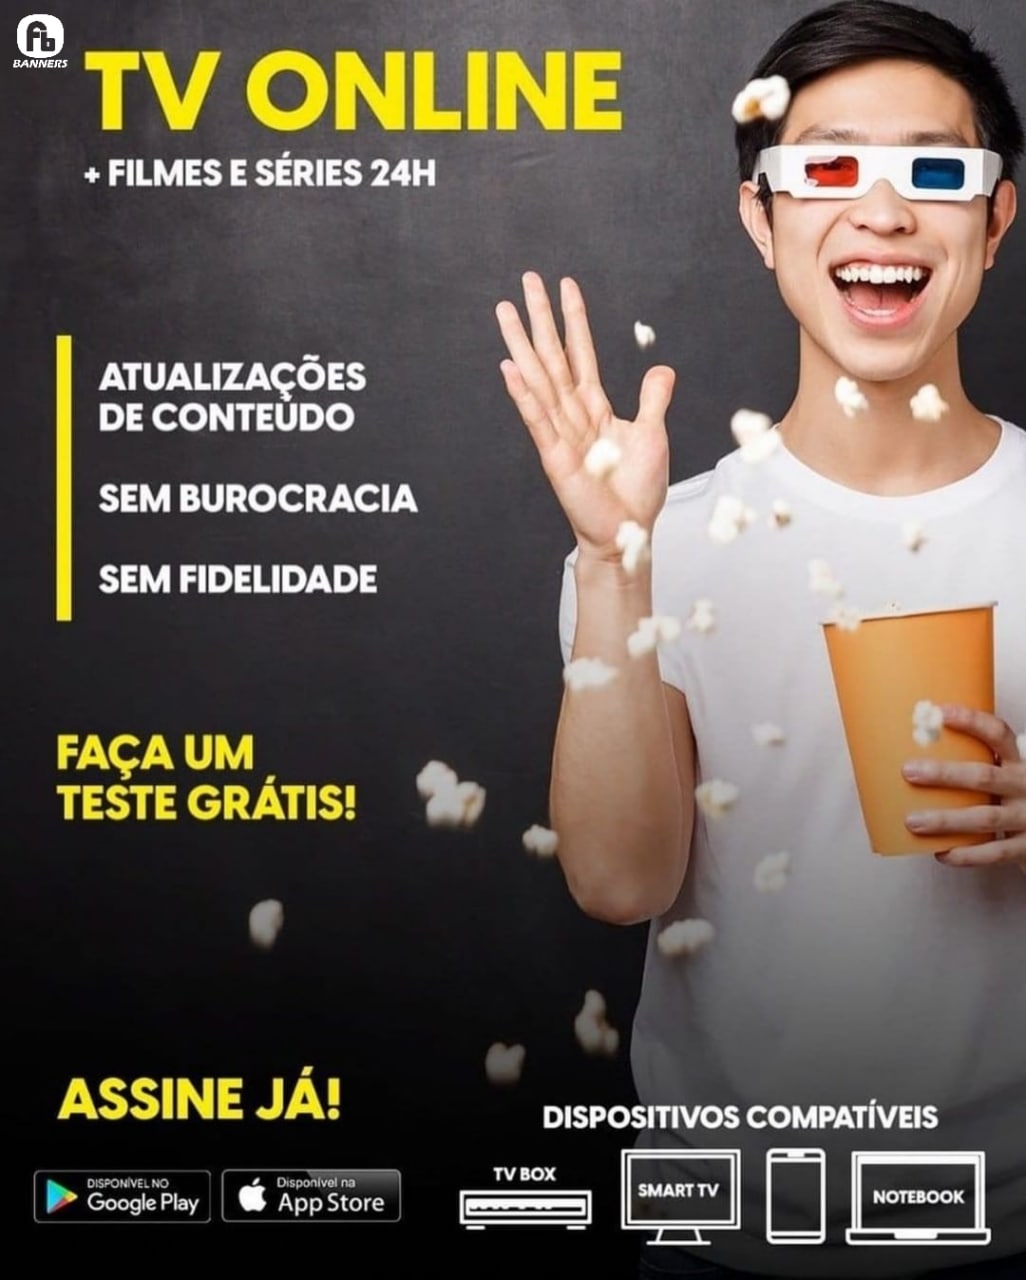 fb
BANNERS
TV ONLINE
+ FILMES E SÉRIES 24H
ATUALIZAÇÕES
DE CONTEÚDO
SEM BUROCRACIA
SEM FIDELIDADE
FAÇA UM
TESTE GRÁTIS!
ASSINE JÁ!
DISPONÍVEL NO
Google Play
Disponível na
App Store
DISPOSITIVOS COMPATÍVEIS
TV BOX
SMART TV
NOTEBOOK